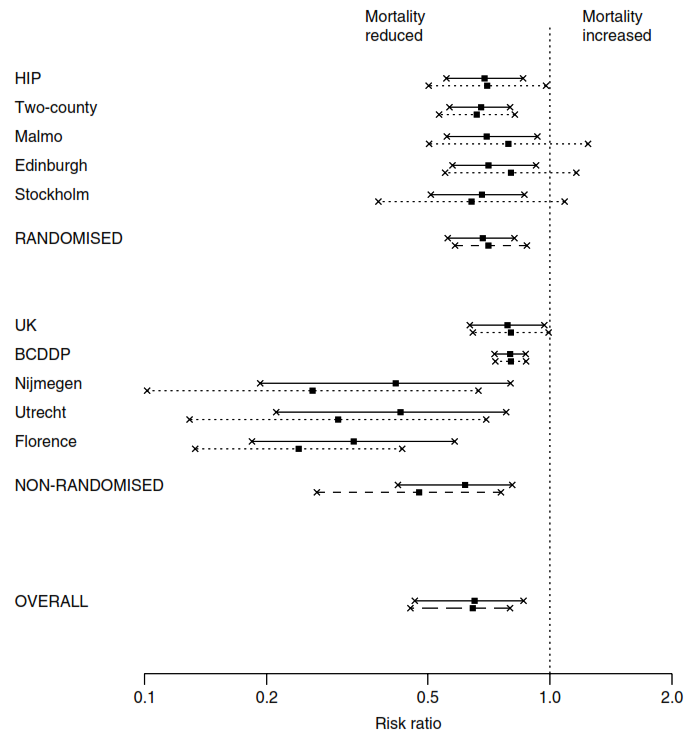 Mortality
reduced
Mortality
increased
HIP
Two-county
Malmo
Edinburgh
Stockholm
RANDOMISED
UK
BCDDP
Nijmegen
Utrecht
Florence
NON-RANDOMISED
OVERALL
0.1 0.2 0.5 1.0 2.0
Risk ratio